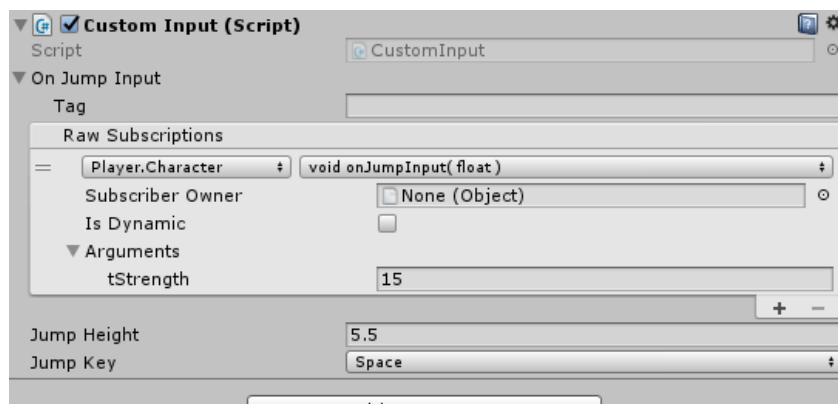 Custom Input (Script)
Script CustomInput
On Jump Input
Tag
Raw Subscriptions
Player.Character void onJumpInput( float )
Subscriber Owner None (Object)
Is Dynamic
Arguments
tStrength 15
Jump Height 5.5
Jump Key Space